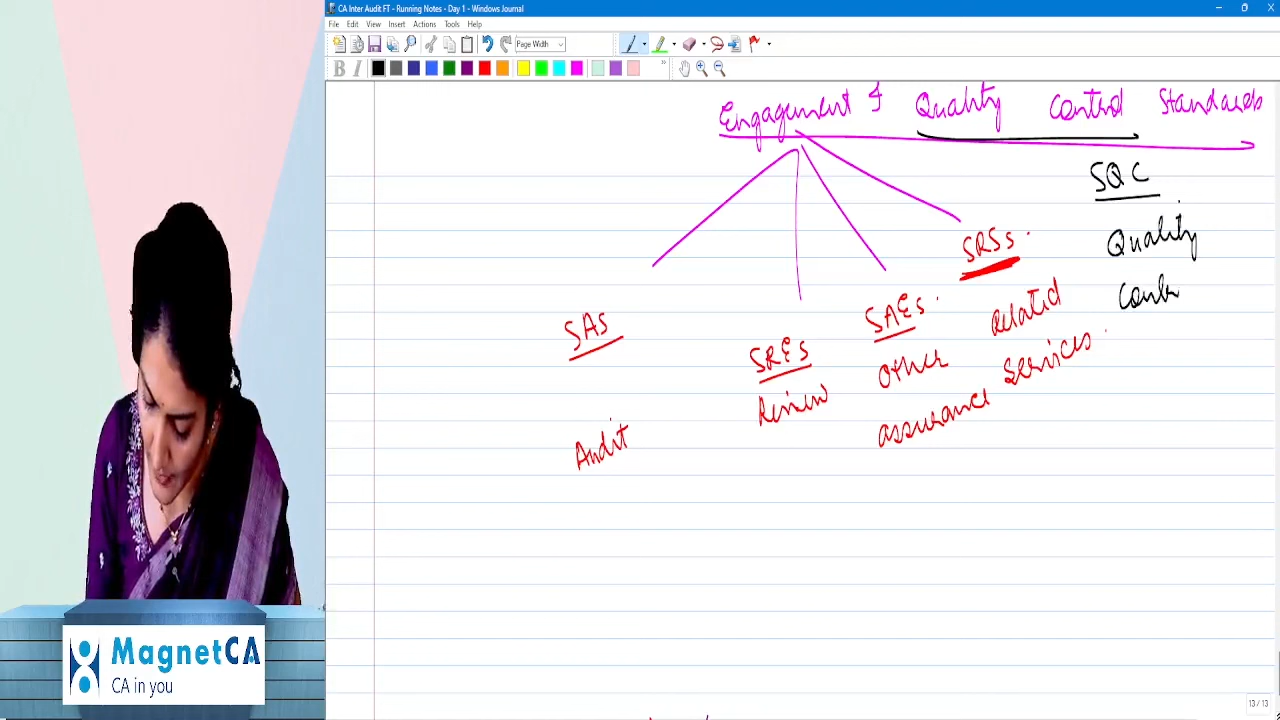 CA Inter Audit FT - Running Notes - Day 1 - Windows Journal
File Edit View Insert Actions Tools Help
Page Width
B I
Engagement & Quality Control Standards
SQC
Quality
Contr
SRSs
Related
Services
SAEs
other
assurance
SREs
Review
SAS
Audit
MagnetCA
CA in you
13 / 13